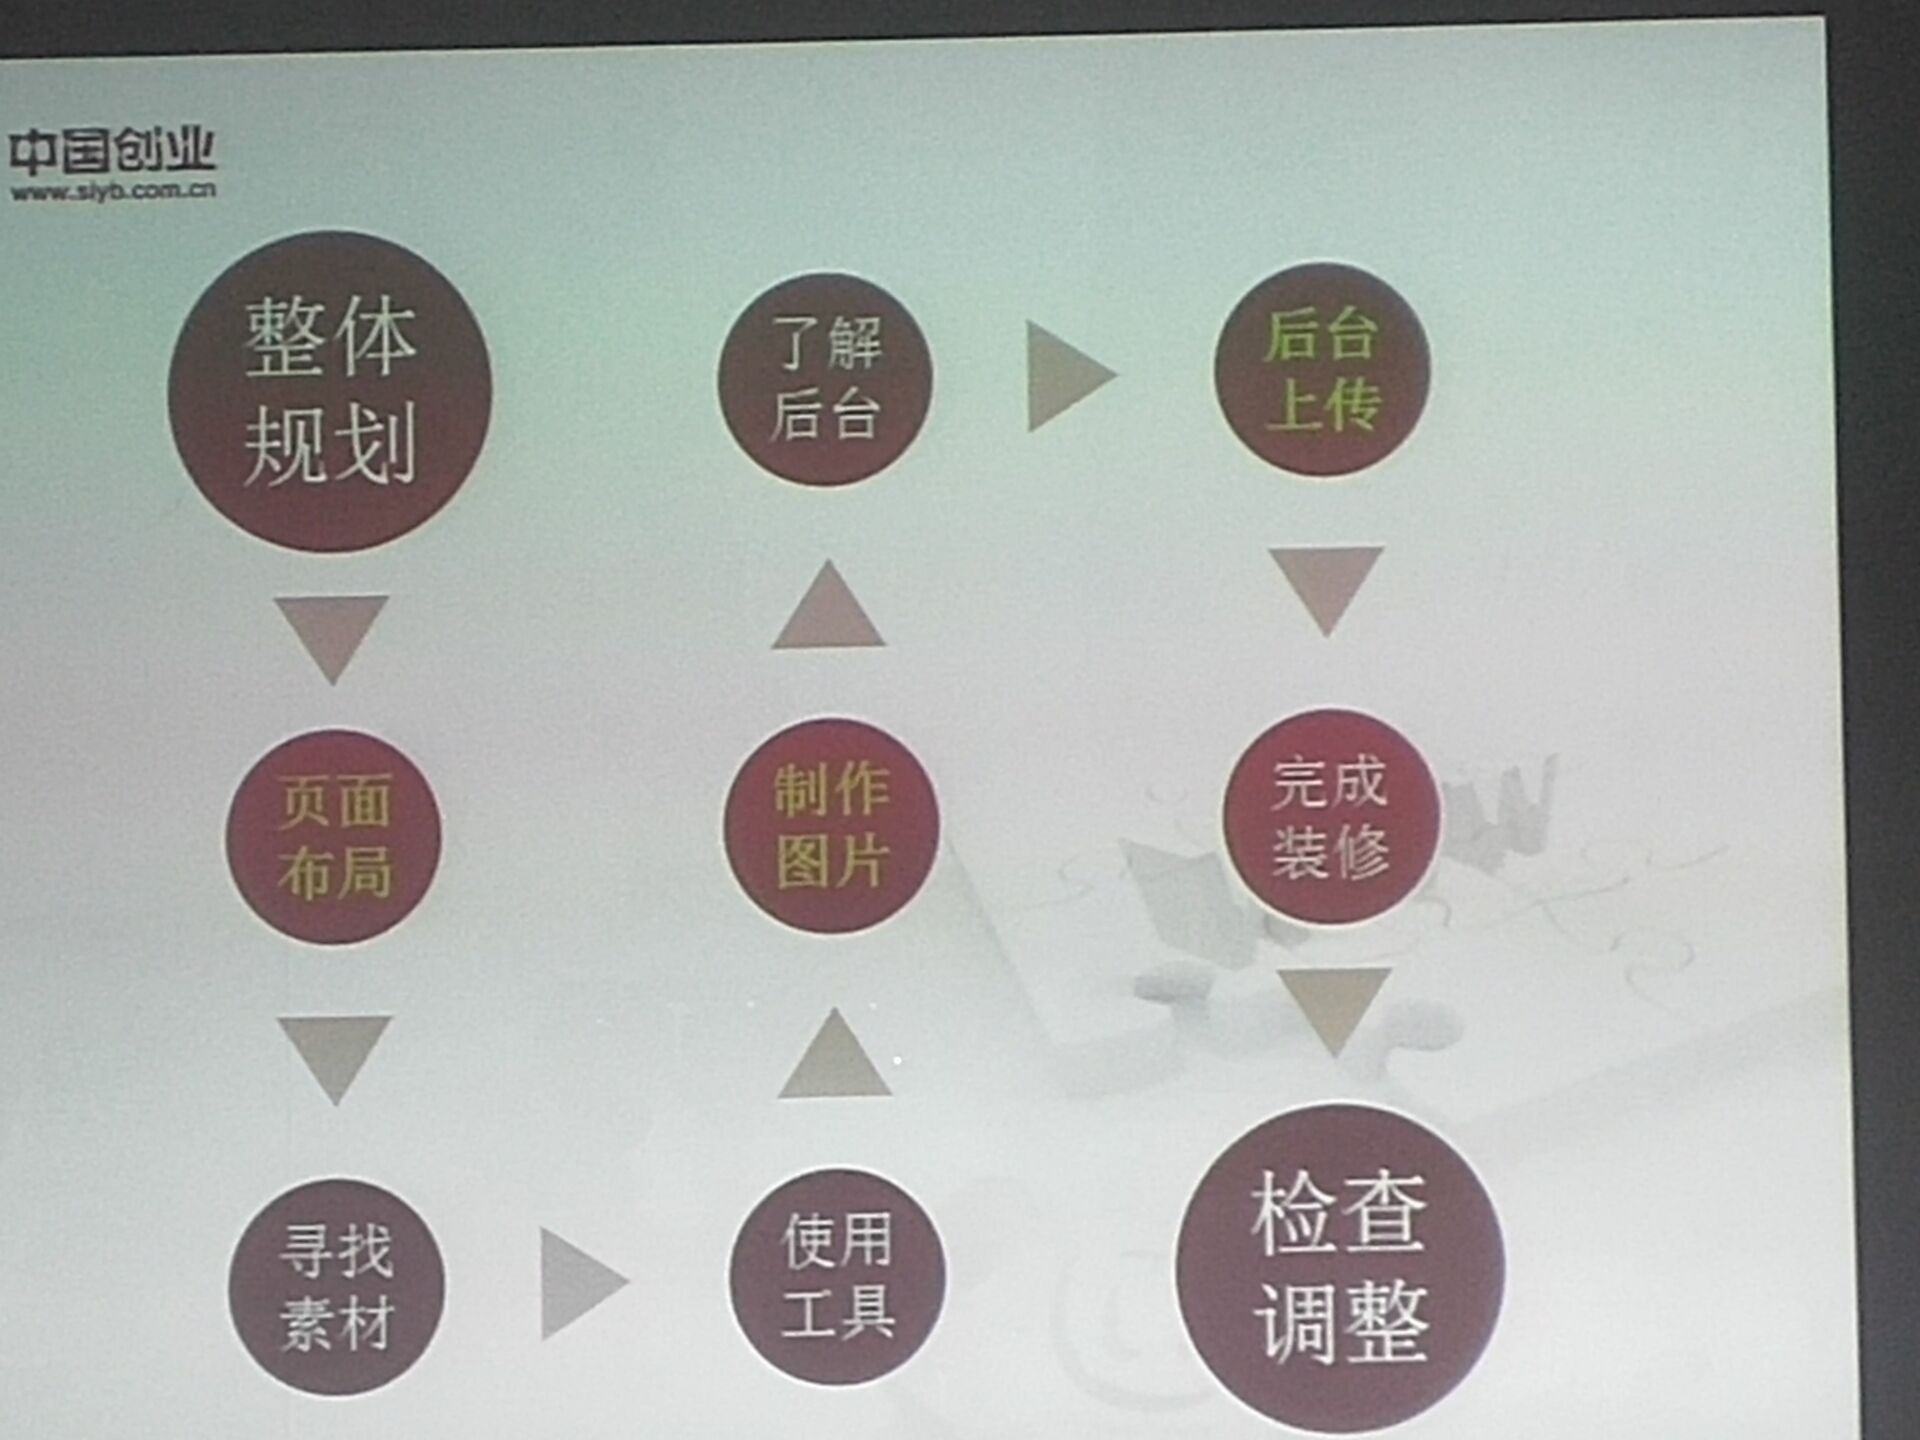 中国创业
www.siyb.com.cn
整体
规划
页面
布局
寻找
素材
使用
工具
制作
图片
了解
后台
后台
上传
完成
装修
检查
调整